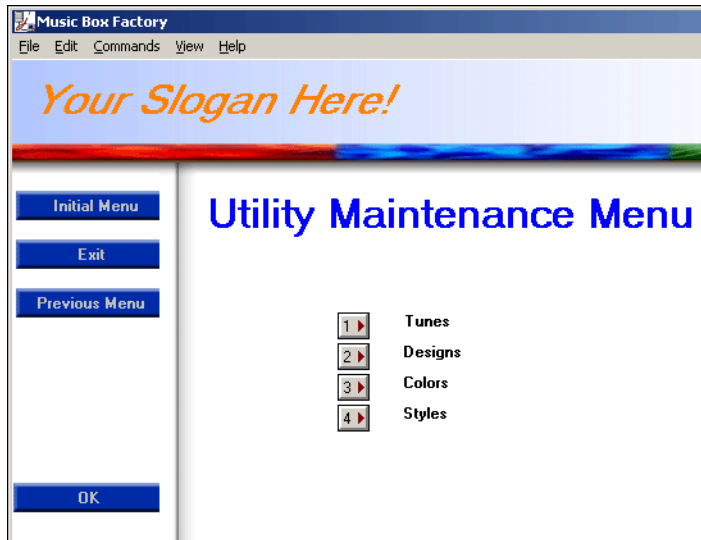 Music Box Factory
File Edit Commands View Help
Your Slogan Here!
Initial Menu
Exit
Previous Menu
OK
Utility Maintenance Menu
1 Tunes
2 Designs
3 Colors
4 Styles